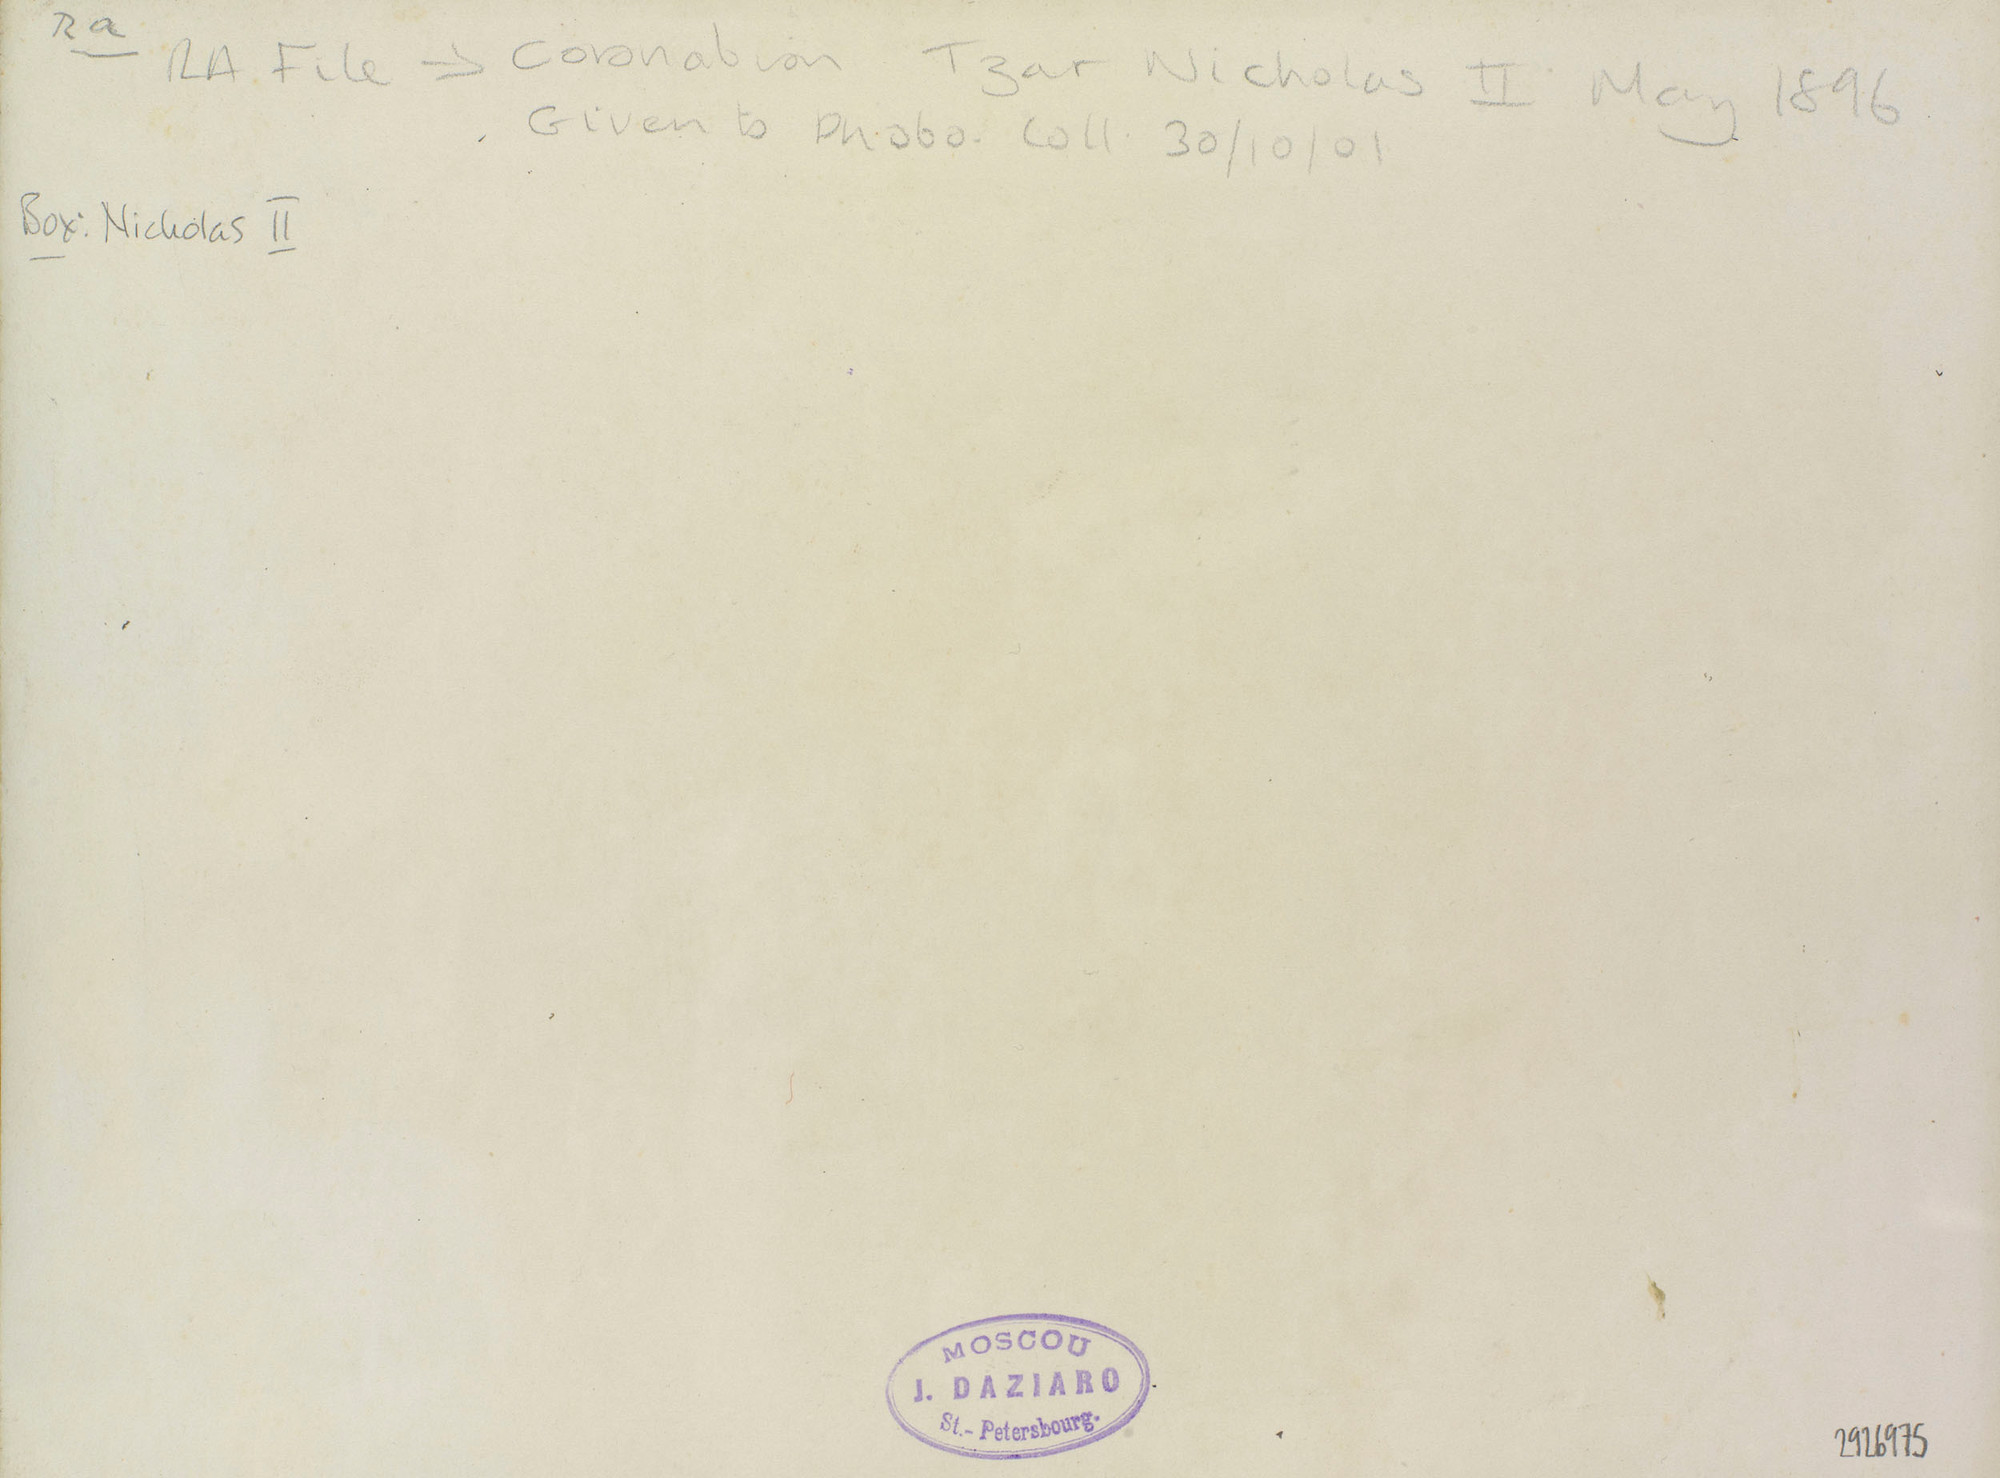 Ra
RA File → Coronation Tzar Nicholas II May 1896
Given to Photo. Coll. 30/10/01
Box: Nicholas II
MOSCOU
J. DAZIARO
St.-Petersbourg.
2926975